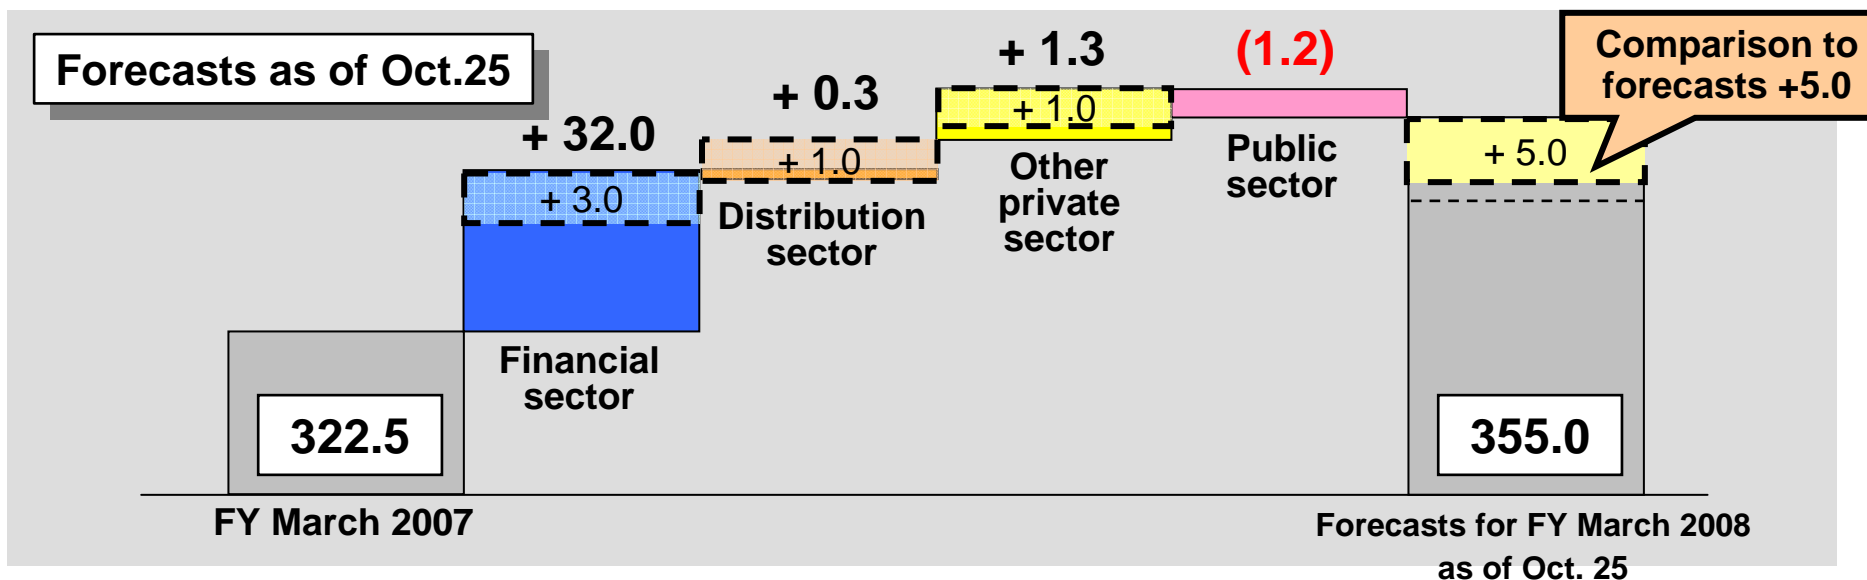 Forecasts as of Oct.25
+ 32.0
+ 0.3
+ 1.3
(1.2)
Comparison to
forecasts +5.0
+ 3.0
+ 1.0
+ 1.0
+ 5.0
Financial
sector
Distribution
sector
Other
private
sector
Public
sector
322.5
355.0
FY March 2007
Forecasts for FY March 2008
as of Oct. 25